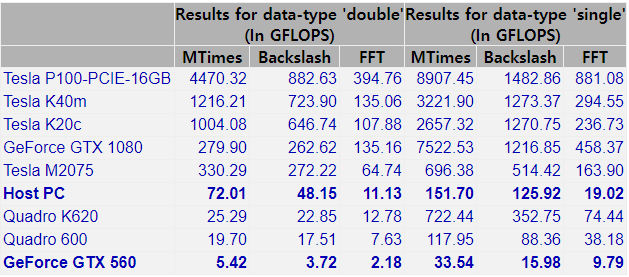 Results for data-type 'double' Results for data-type 'single'
(In GFLOPS) (In GFLOPS)
MTimes Backslash FFT MTimes Backslash FFT
Tesla P100-PCIE-16GB 4470.32 882.63 394.76 8907.45 1482.86 881.08
Tesla K40m 1216.21 723.90 135.06 3221.90 1273.37 294.55
Tesla K20c 1004.08 646.74 107.88 2657.32 1270.75 236.73
GeForce GTX 1080 279.90 262.62 135.16 7522.53 1216.85 458.37
Tesla M2075 330.29 272.22 64.74 696.38 514.42 163.90
Host PC 72.01 48.15 11.13 151.70 125.92 19.02
Quadro K620 25.29 22.85 12.78 722.44 352.75 74.44
Quadro 600 19.70 17.51 7.63 117.95 88.36 38.18
GeForce GTX 560 5.42 3.72 2.18 33.54 15.98 9.79